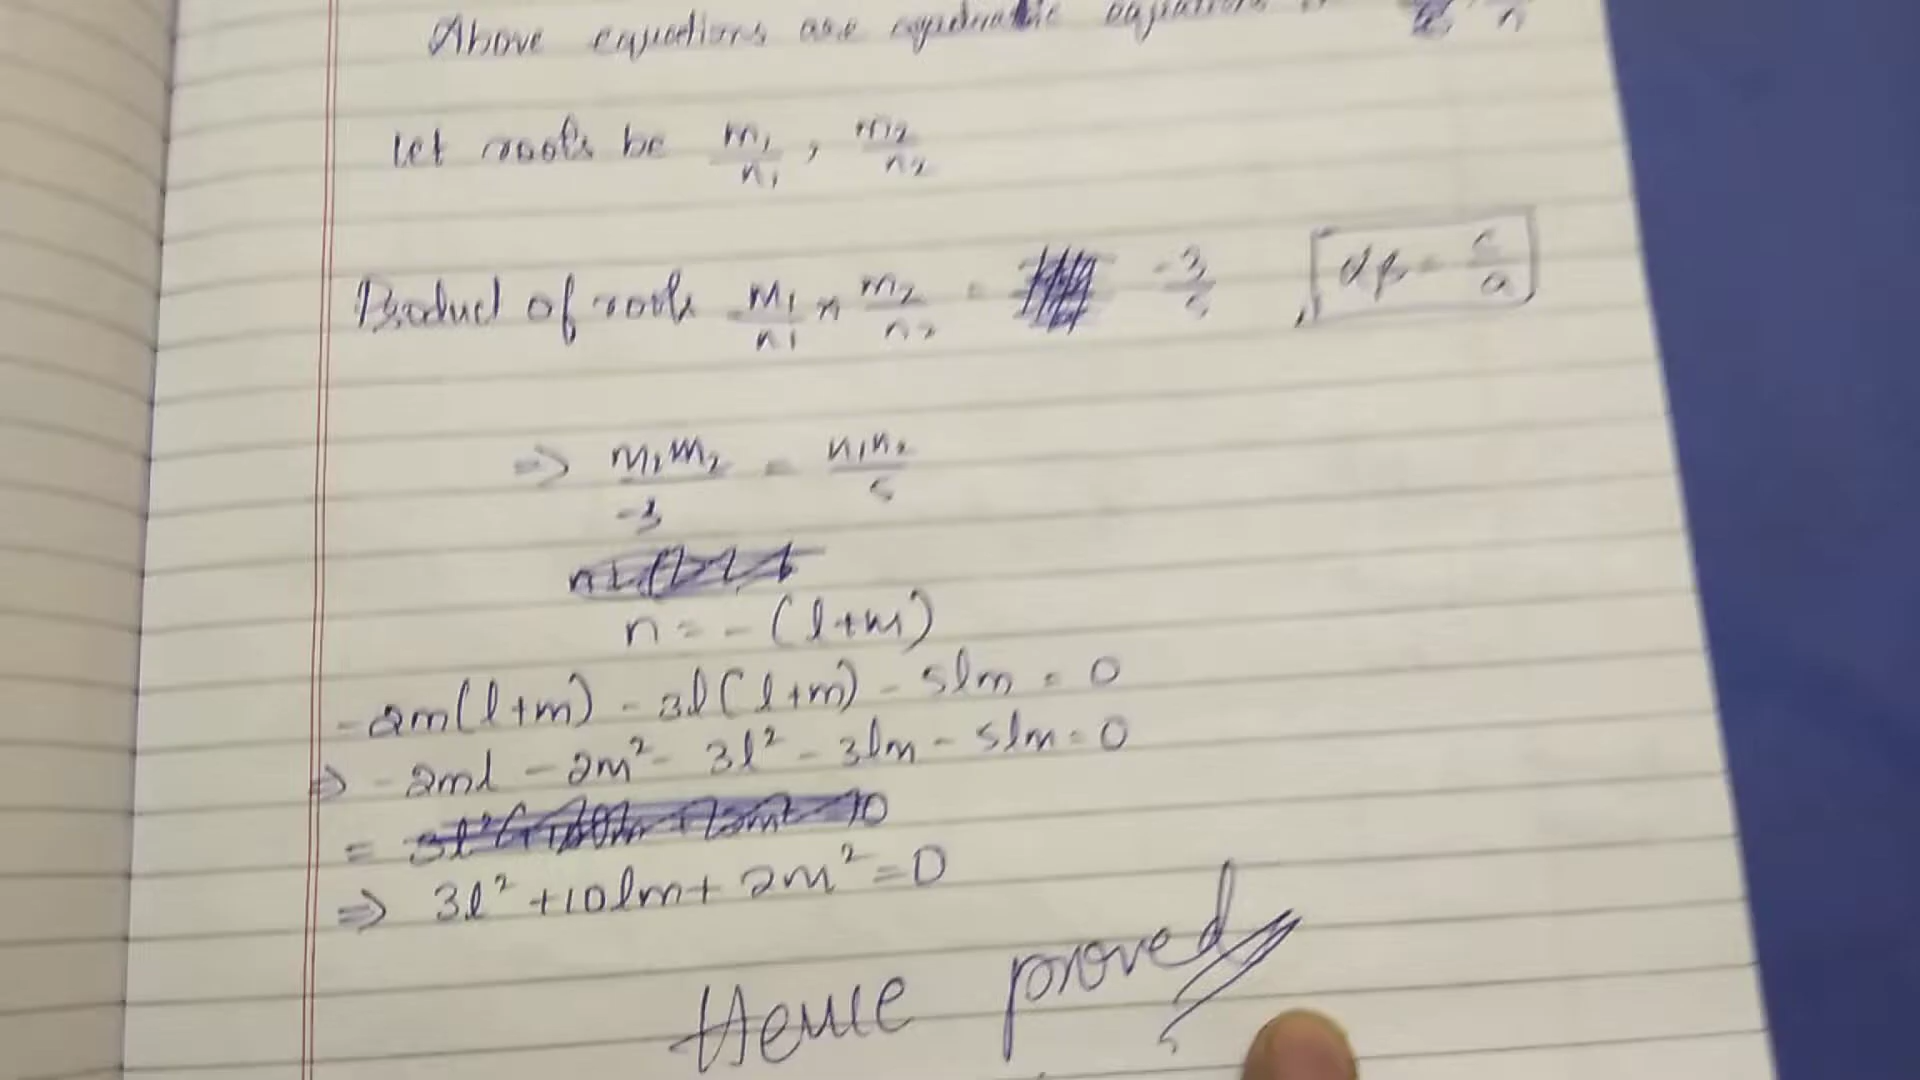 Above equations are quadratic equations
Let roots be m₁/n₁, m₂/n₂
Product of roots m₁/n₁ × m₂/n₂ = -3/5 , [αβ = c/a]
=> m₁m₂/-3 = n₁n₂/5
n = -(l+m)
-2m(l+m) - 3l(l+m) - 5lm = 0
=> -2ml - 2m² - 3l² - 3lm - 5lm = 0
=
=> 3l² + 10lm + 2m² = 0
Hence proved